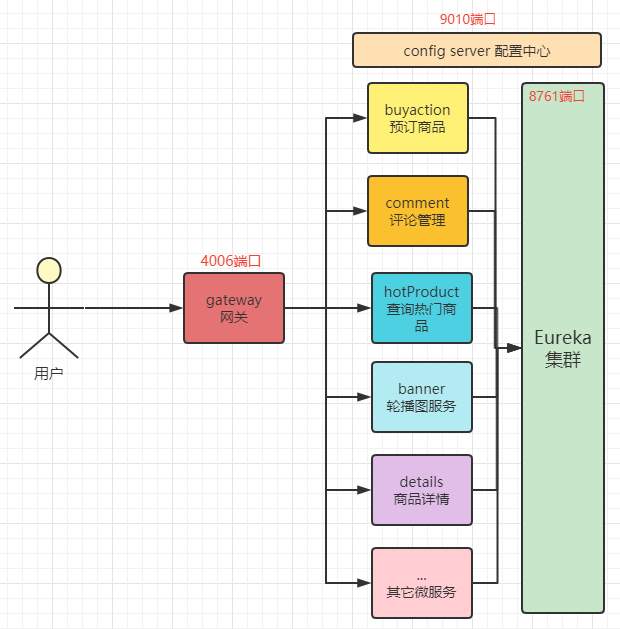 9010端口
config server 配置中心
buyaction
预订商品
8761端口
comment
评论管理
4006端口
gateway
网关
hotProduct
查询热门商
品
Eureka
集群
用户
banner
轮播图服务
details
商品详情
...
其它微服务